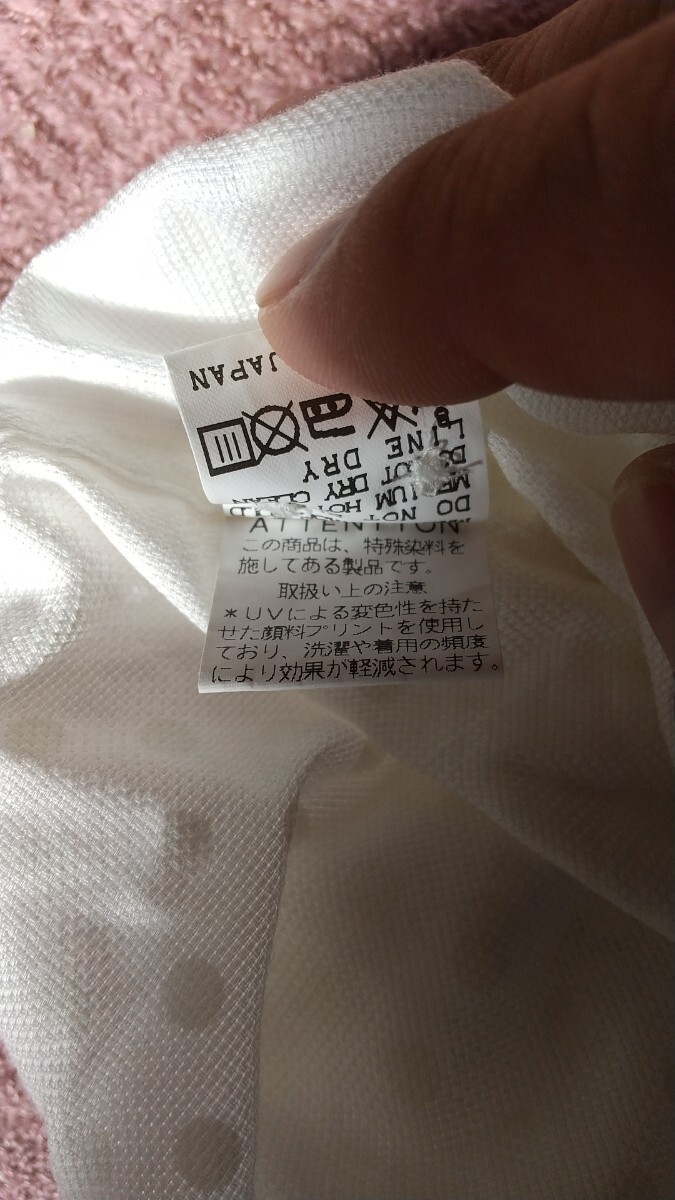 DO NOT
MEDIUM
DO NOT DRY CLEAN
LINE DRY
JAPAN
ATTENTION
この商品は、特殊染料を
施してある製品です。
取扱い上の注意
*UVによる変色性を持た
せた顔料プリントを使用し
ており、洗濯や着用の頻度
により効果が軽減されます。